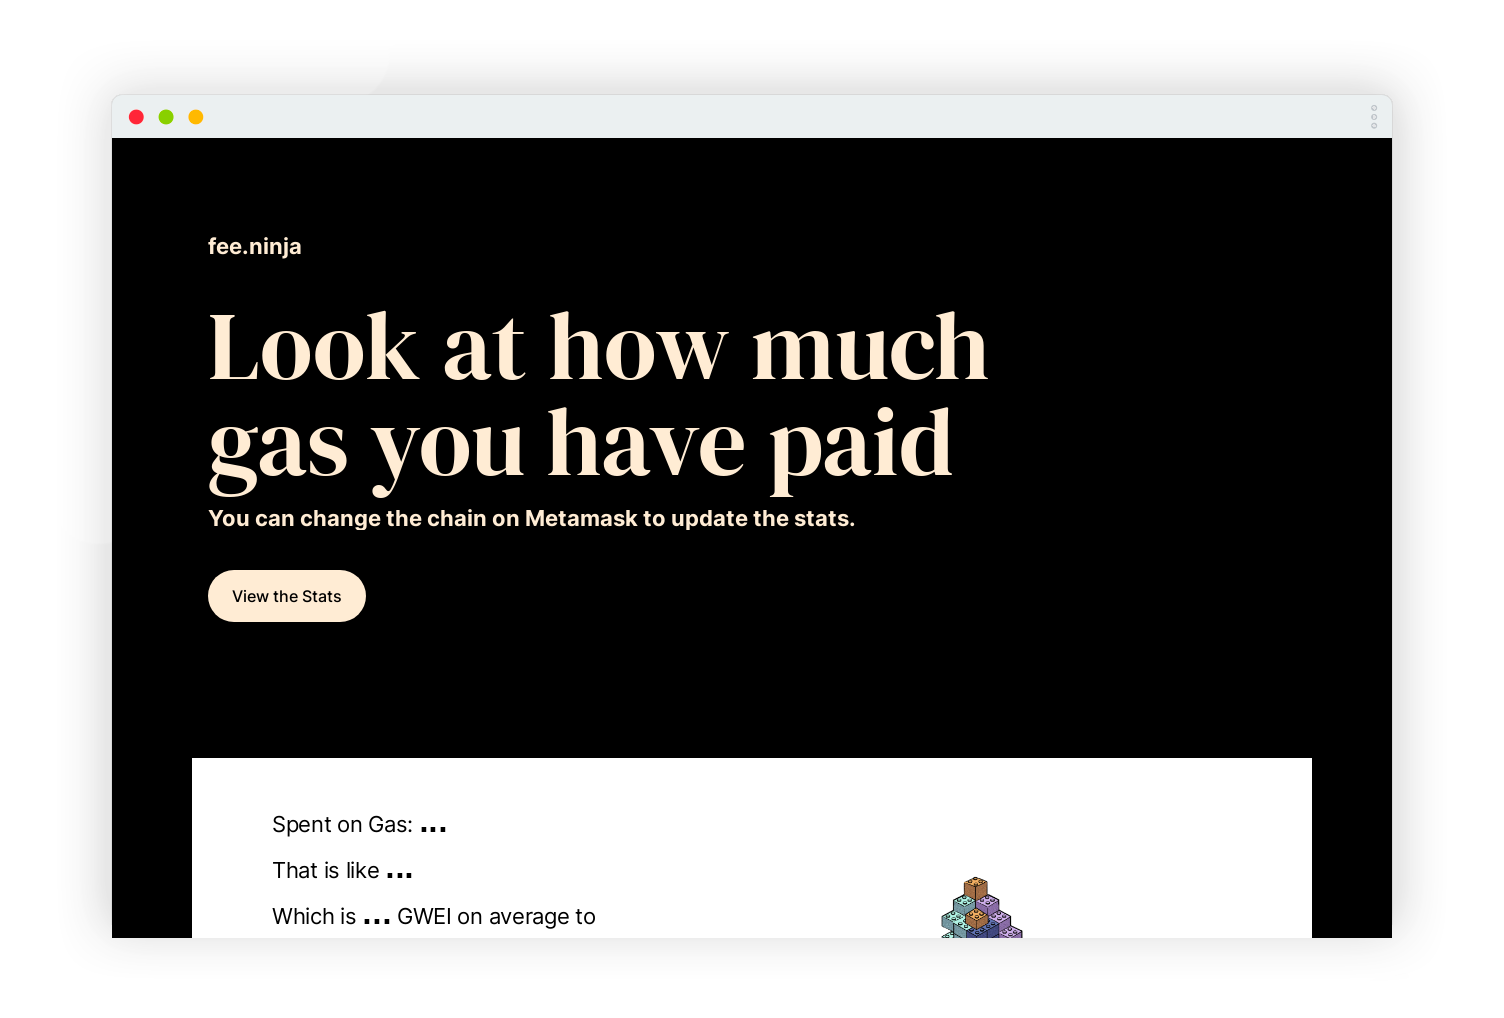 fee.ninja
Look at how much
gas you have paid
You can change the chain on Metamask to update the stats.
View the Stats
Spent on Gas: ...
That is like ...
Which is ... GWEI on average to